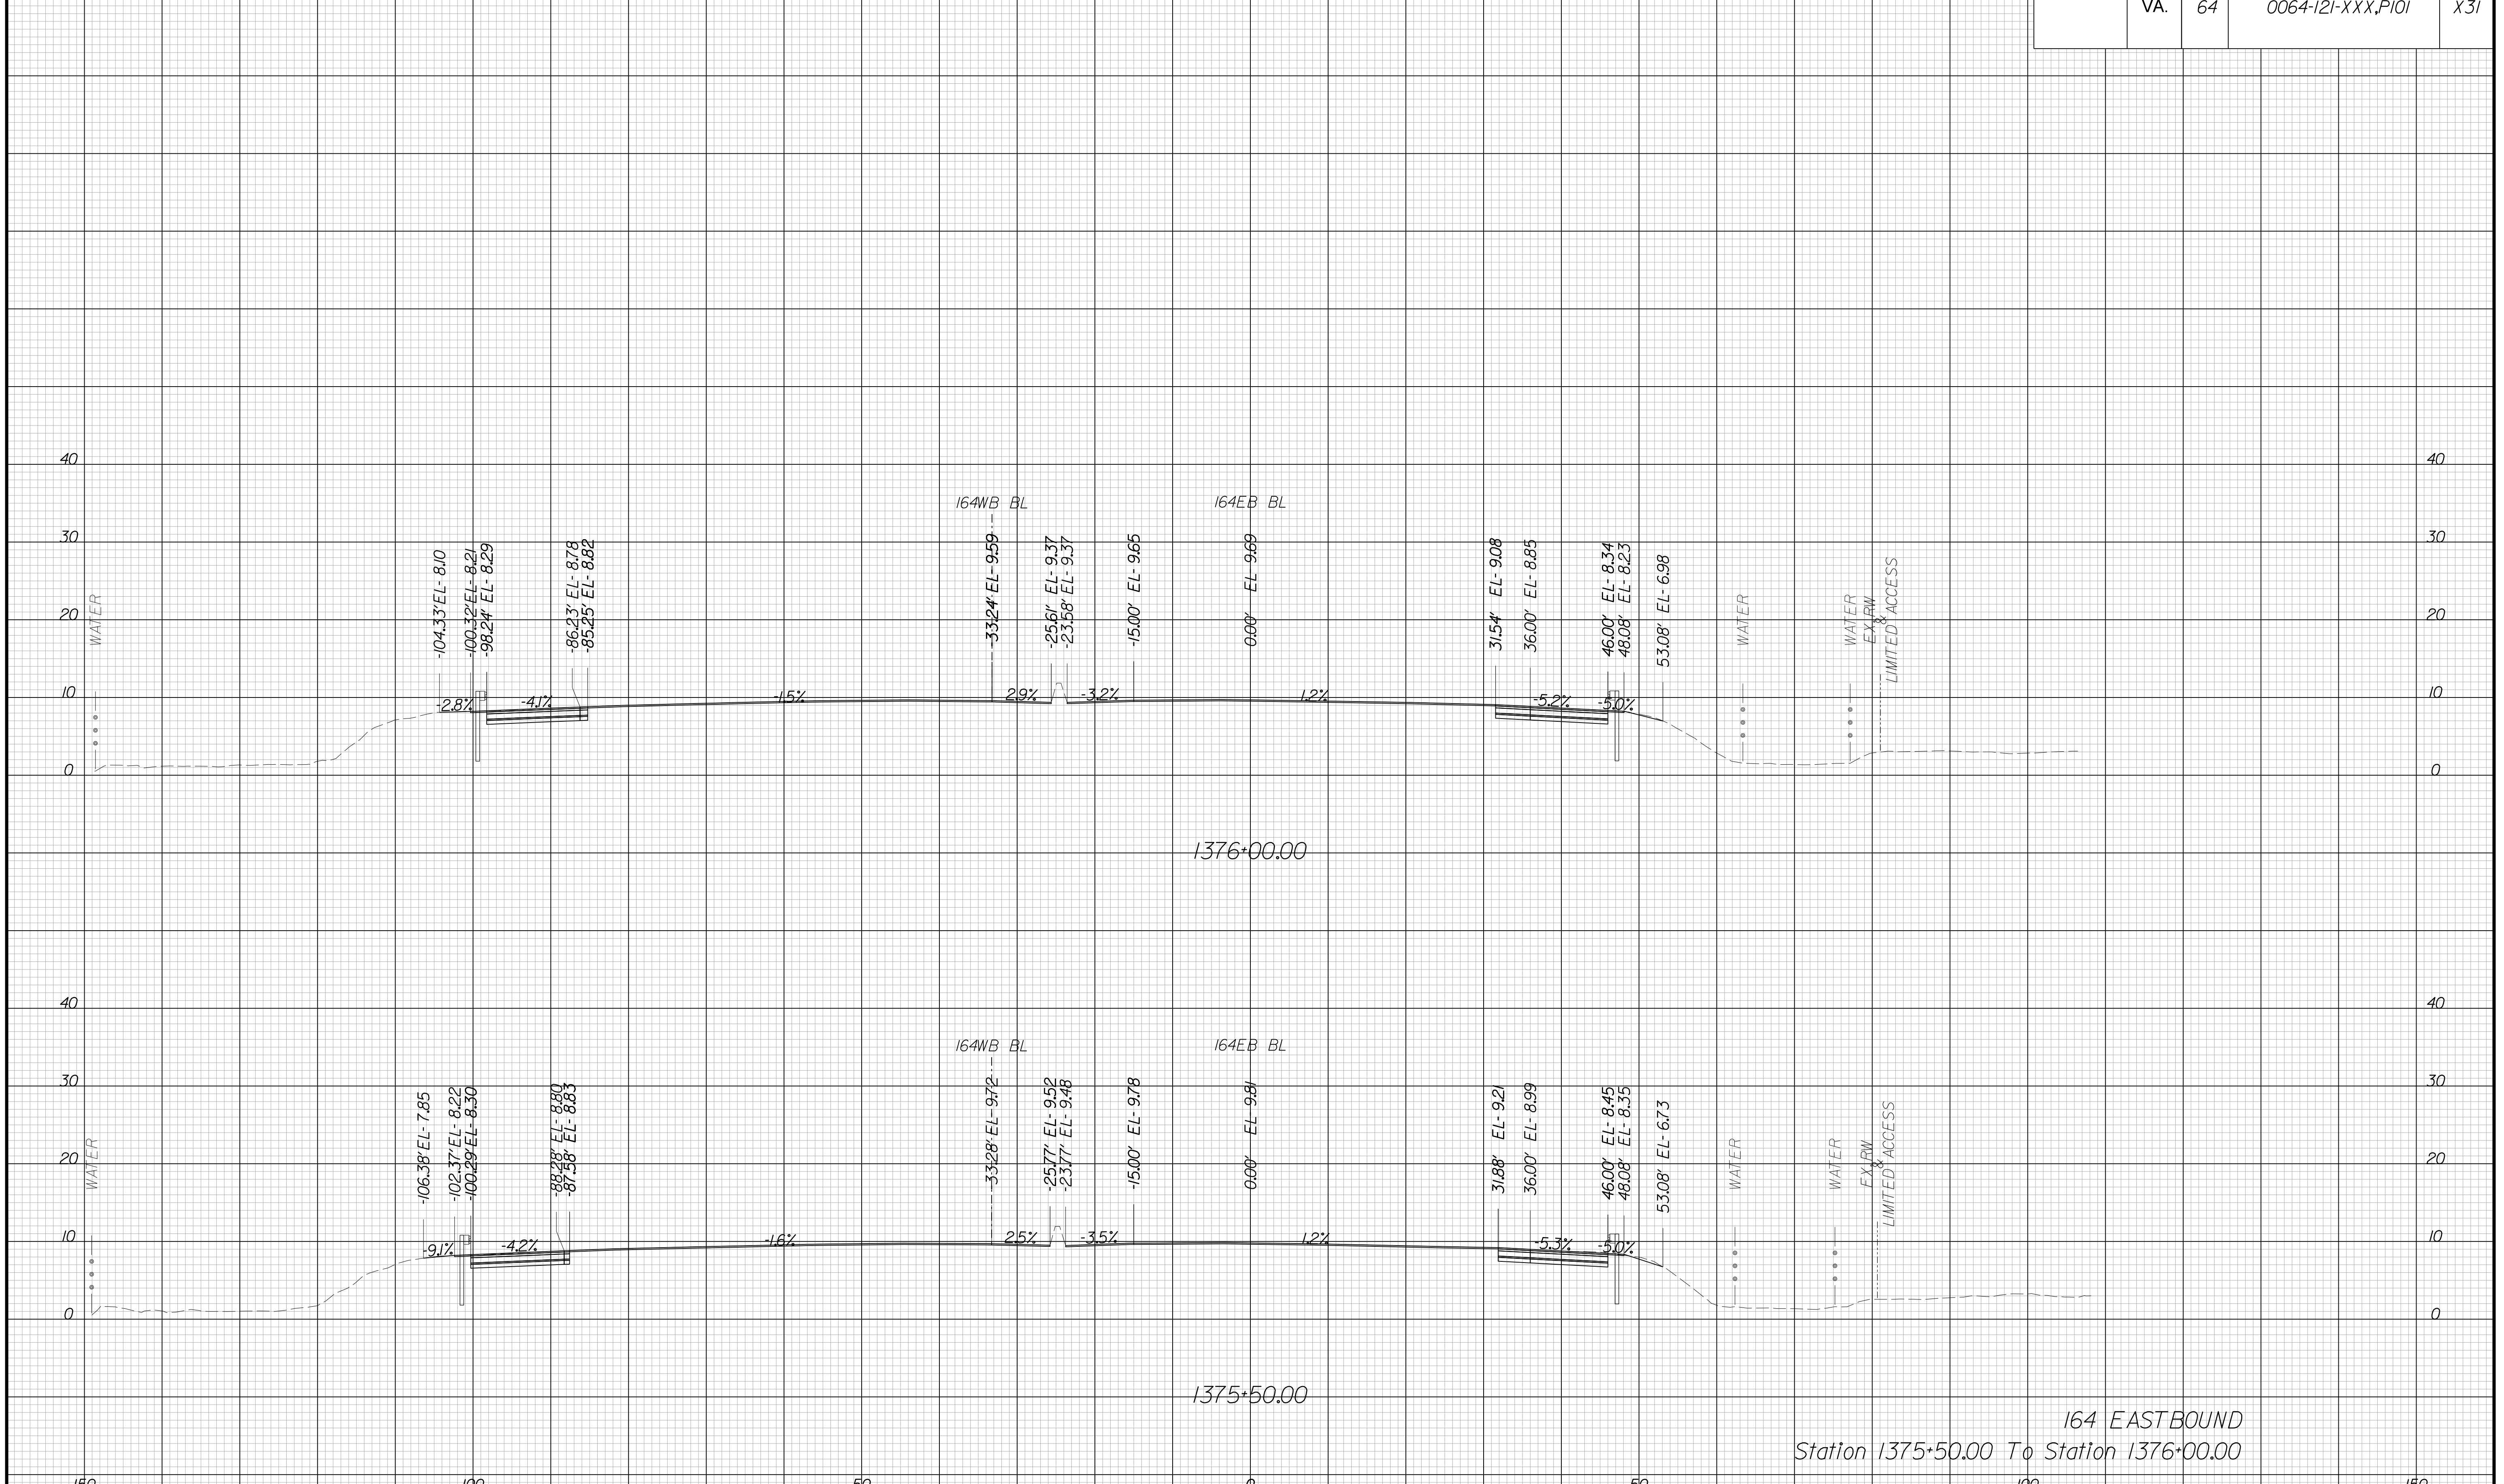 VA. 64 0064-121-XXX,P101 X31
40 40
30 30
20 20
10 10
0 0
I64WB BL
I64EB BL
WATER
-104.33' EL- 8.10
-100.32' EL- 8.21
-98.24' EL- 8.29
-86.23' EL- 8.78
-85.25' EL- 8.82
-33.24' EL- 9.59
-25.61' EL- 9.37
-23.58' EL- 9.37
-15.00' EL- 9.65
0.00' EL 9.69
31.54' EL- 9.08
36.00' EL- 8.85
46.00' EL- 8.34
48.08' EL- 8.23
53.08' EL- 6.98
WATER
WATER
EX. RW
&
LIMITED ACCESS
-2.8%
-4.1%
-1.5%
2.9%
-3.2%
1.2%
-5.2%
-5.0%
1376+00.00
40 40
30 30
20 20
10 10
0 0
I64WB BL
I64EB BL
WATER
-106.38' EL- 7.85
-102.37' EL- 8.22
-100.29' EL- 8.30
-88.28' EL- 8.80
-87.58' EL- 8.83
-33.28' EL- 9.72
-25.77' EL- 9.52
-23.77' EL- 9.48
-15.00' EL- 9.78
0.00' EL 9.81
31.88' EL- 9.21
36.00' EL- 8.99
46.00' EL- 8.45
48.08' EL- 8.35
53.08' EL- 6.73
WATER
WATER
EX. RW
&
LIMITED ACCESS
-9.1%
-4.2%
-1.6%
2.5%
-3.5%
1.2%
-5.3%
-5.0%
1375+50.00
I64 EASTBOUND
Station 1375+50.00 To Station 1376+00.00